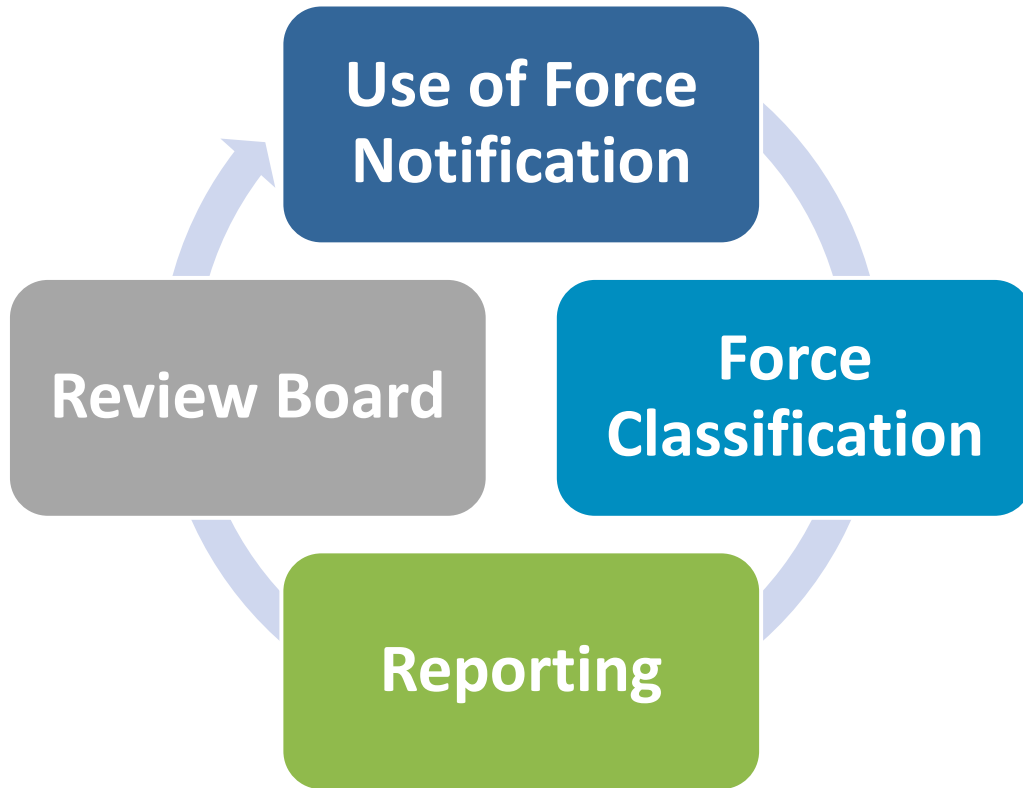 Use of Force
Notification
Force
Classification
Reporting
Review Board